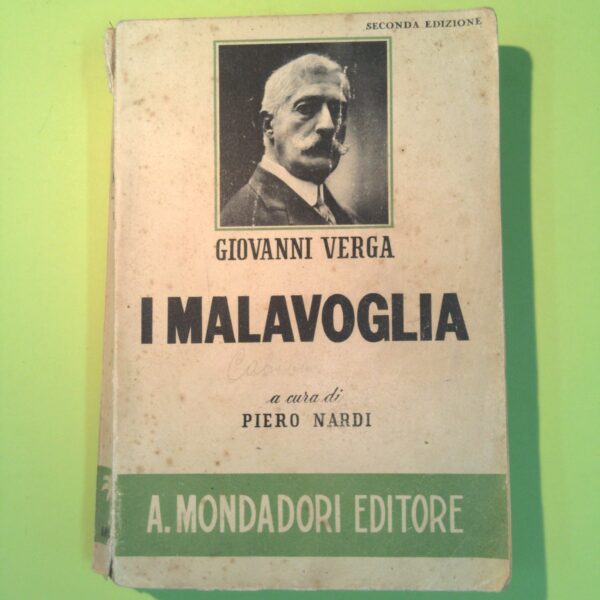 SECONDA EDIZIONE
GIOVANNI VERGA
I MALAVOGLIA
a cura di
PIERO NARDI
A. MONDADORI EDITORE